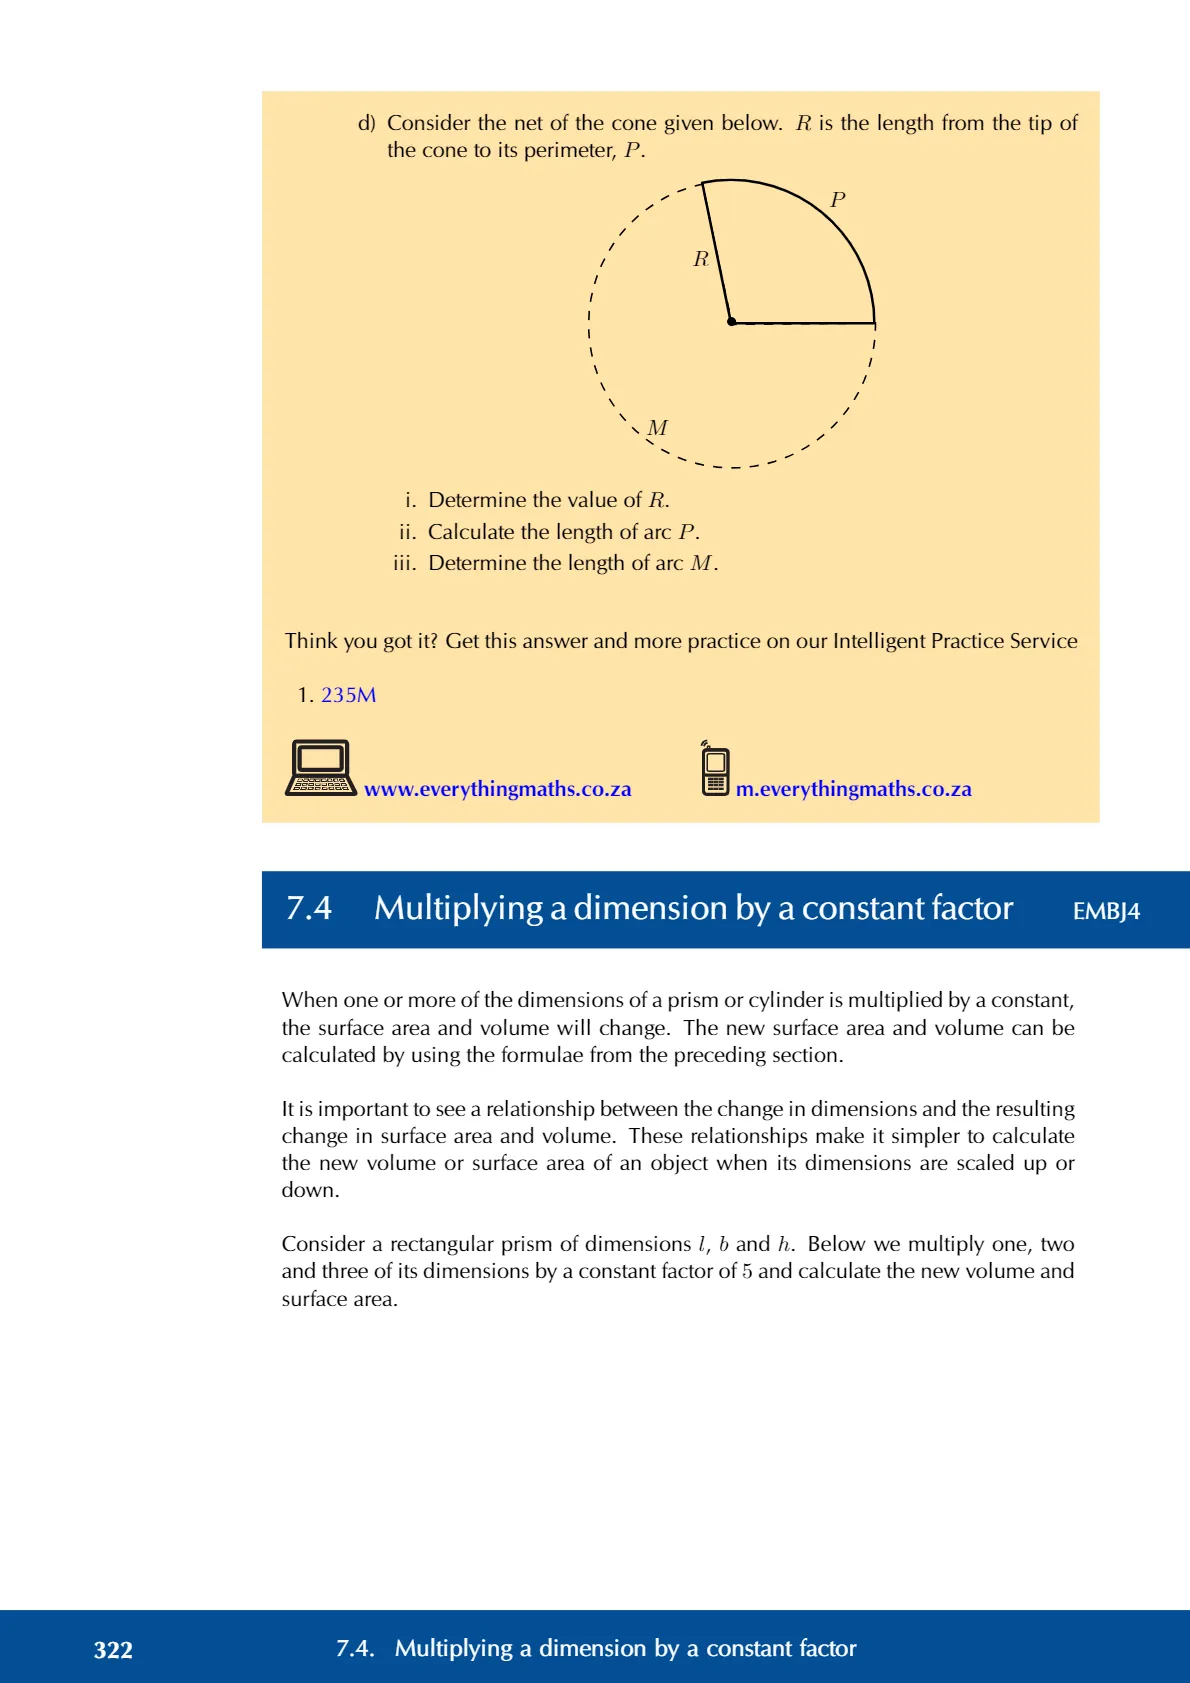 d) Consider the net of the cone given below. R is the length from the tip of
the cone to its perimeter, P.
P
R
M
i. Determine the value of R.
ii. Calculate the length of arc P.
iii. Determine the length of arc M.
Think you got it? Get this answer and more practice on our Intelligent Practice Service
1. 235M
www.everythingmaths.co.za
m.everythingmaths.co.za
7.4 Multiplying a dimension by a constant factor EMBJ4
When one or more of the dimensions of a prism or cylinder is multiplied by a constant,
the surface area and volume will change. The new surface area and volume can be
calculated by using the formulae from the preceding section.
It is important to see a relationship between the change in dimensions and the resulting
change in surface area and volume. These relationships make it simpler to calculate
the new volume or surface area of an object when its dimensions are scaled up or
down.
Consider a rectangular prism of dimensions l, b and h. Below we multiply one, two
and three of its dimensions by a constant factor of 5 and calculate the new volume and
surface area.
322 7.4. Multiplying a dimension by a constant factor